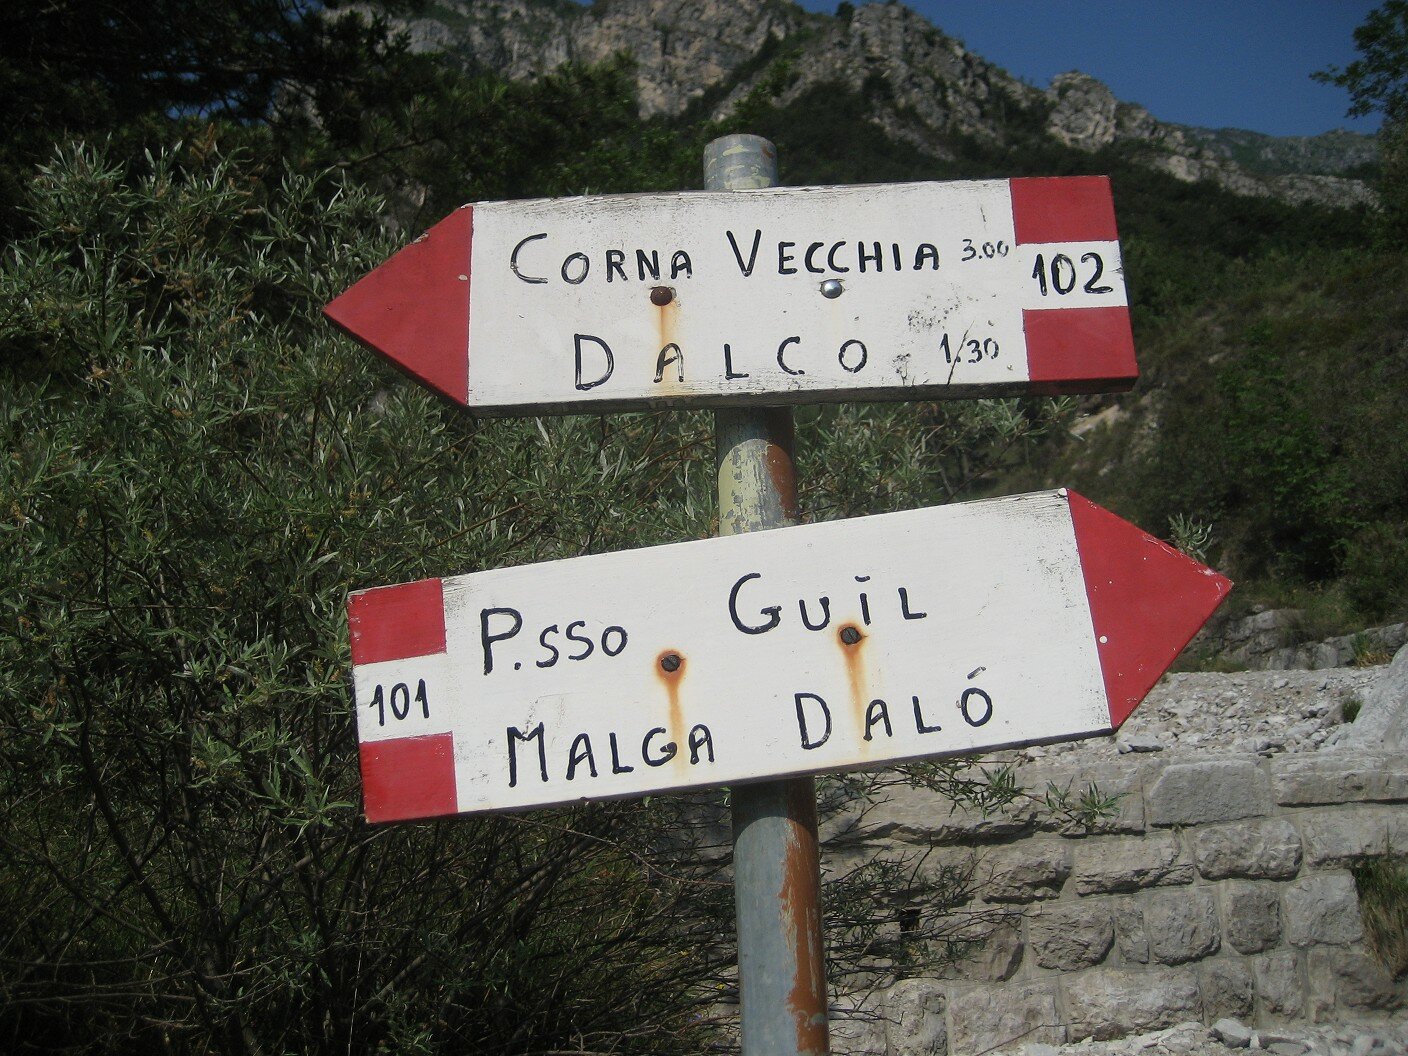 CORNA VECCHIA 3.00
DALCO 1/30
102
P.SSO GUIL
MALGA DALÓ
101